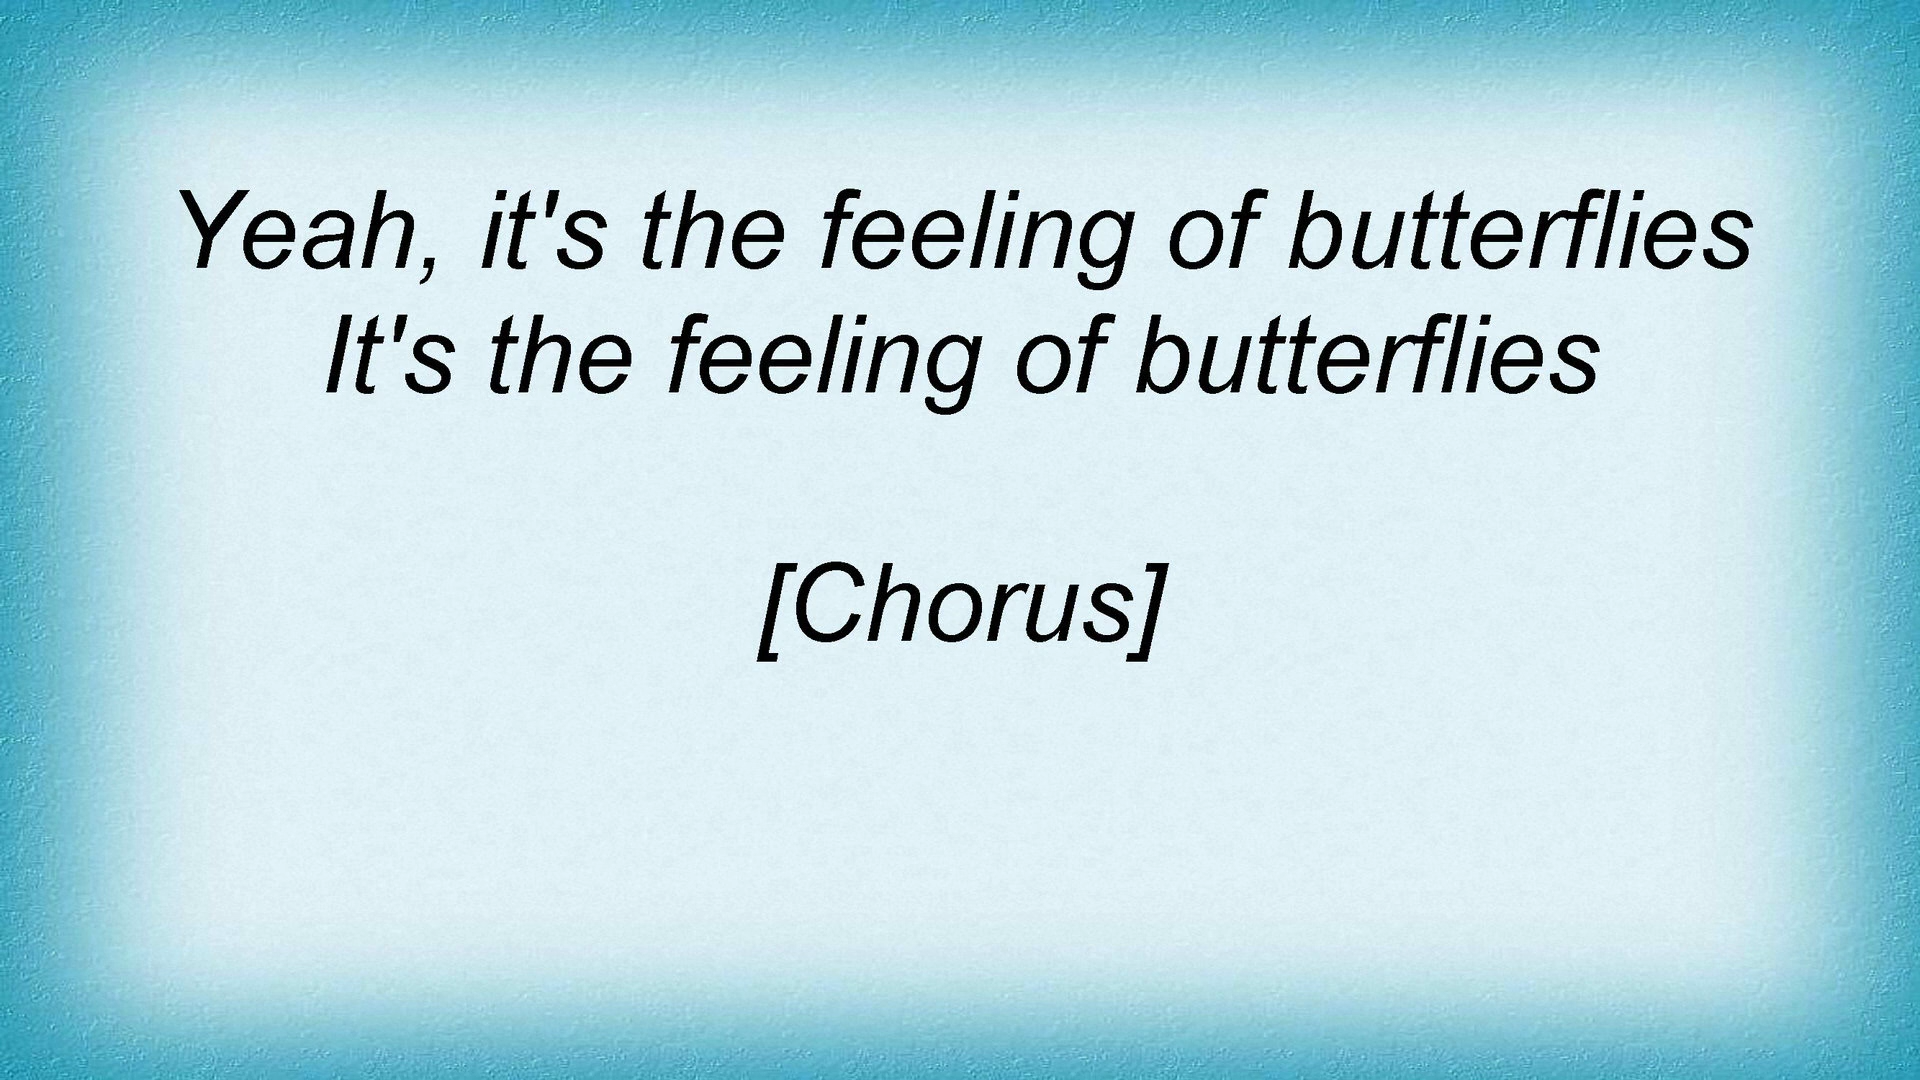 Yeah, it's the feeling of butterflies
It's the feeling of butterflies
[Chorus]